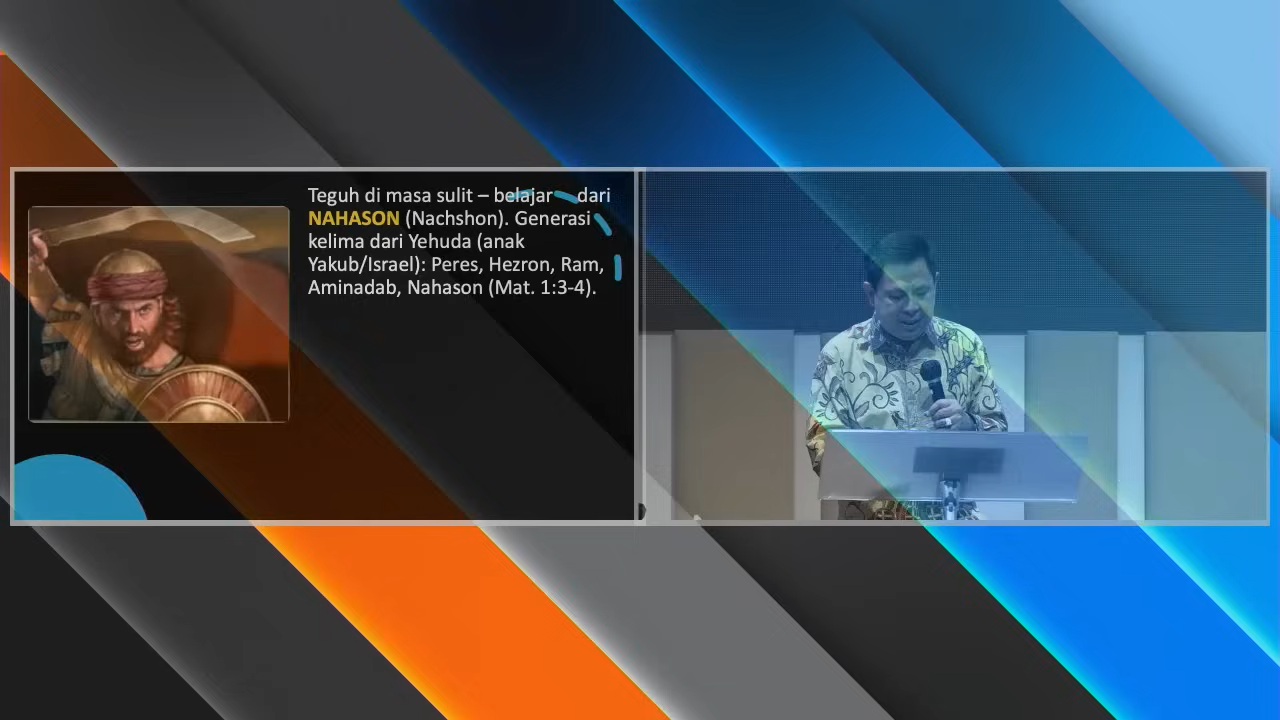 Teguh di masa sulit – belajar dari
NAHASON (Nachshon). Generasi
kelima dari Yehuda (anak
Yakub/Israel): Peres, Hezron, Ram,
Aminadab, Nahason (Mat. 1:3-4).